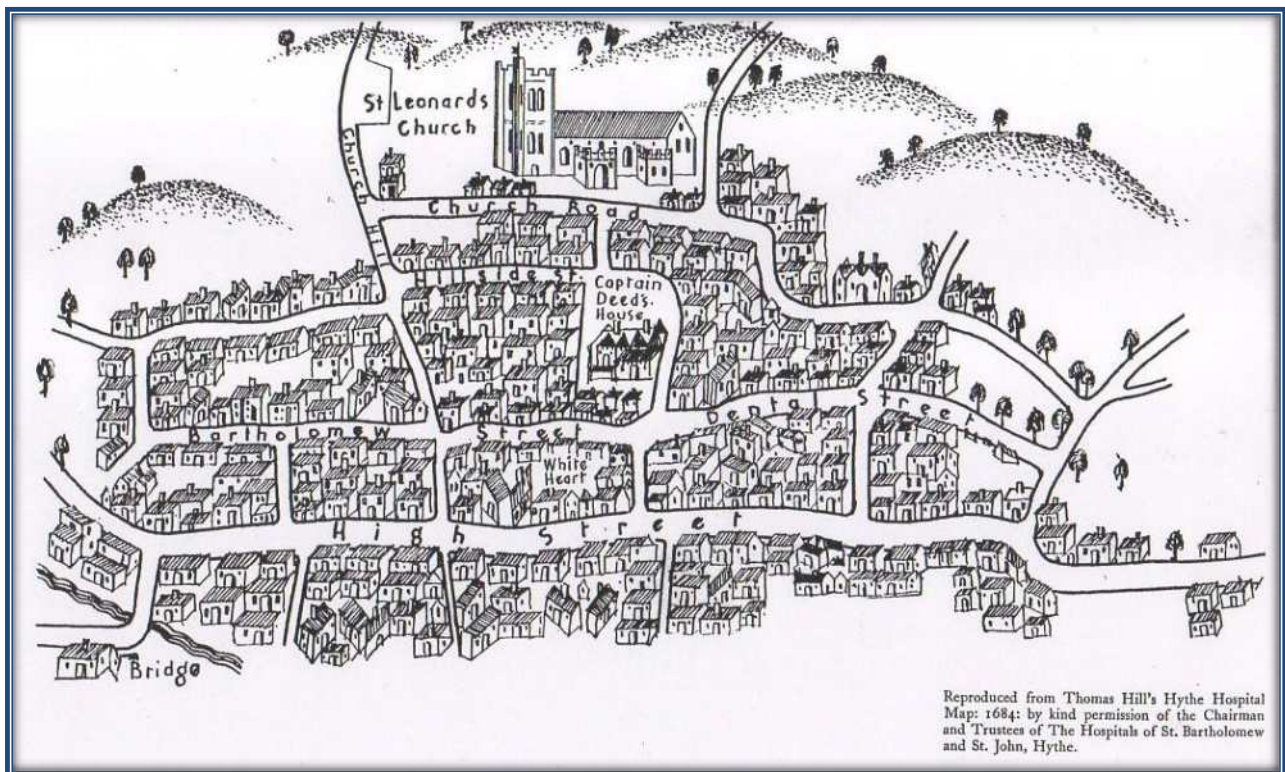 St Leonards
Church
Church Hill
Church Road
Hillside St.
Captain
Deed's.
House
Dental Street
Bartholomew Street
White
Heart
High Street
Bridge
Reproduced from Thomas Hill's Hythe Hospital
Map: 1684: by kind permission of the Chairman
and Trustees of The Hospitals of St. Bartholomew
and St. John, Hythe.